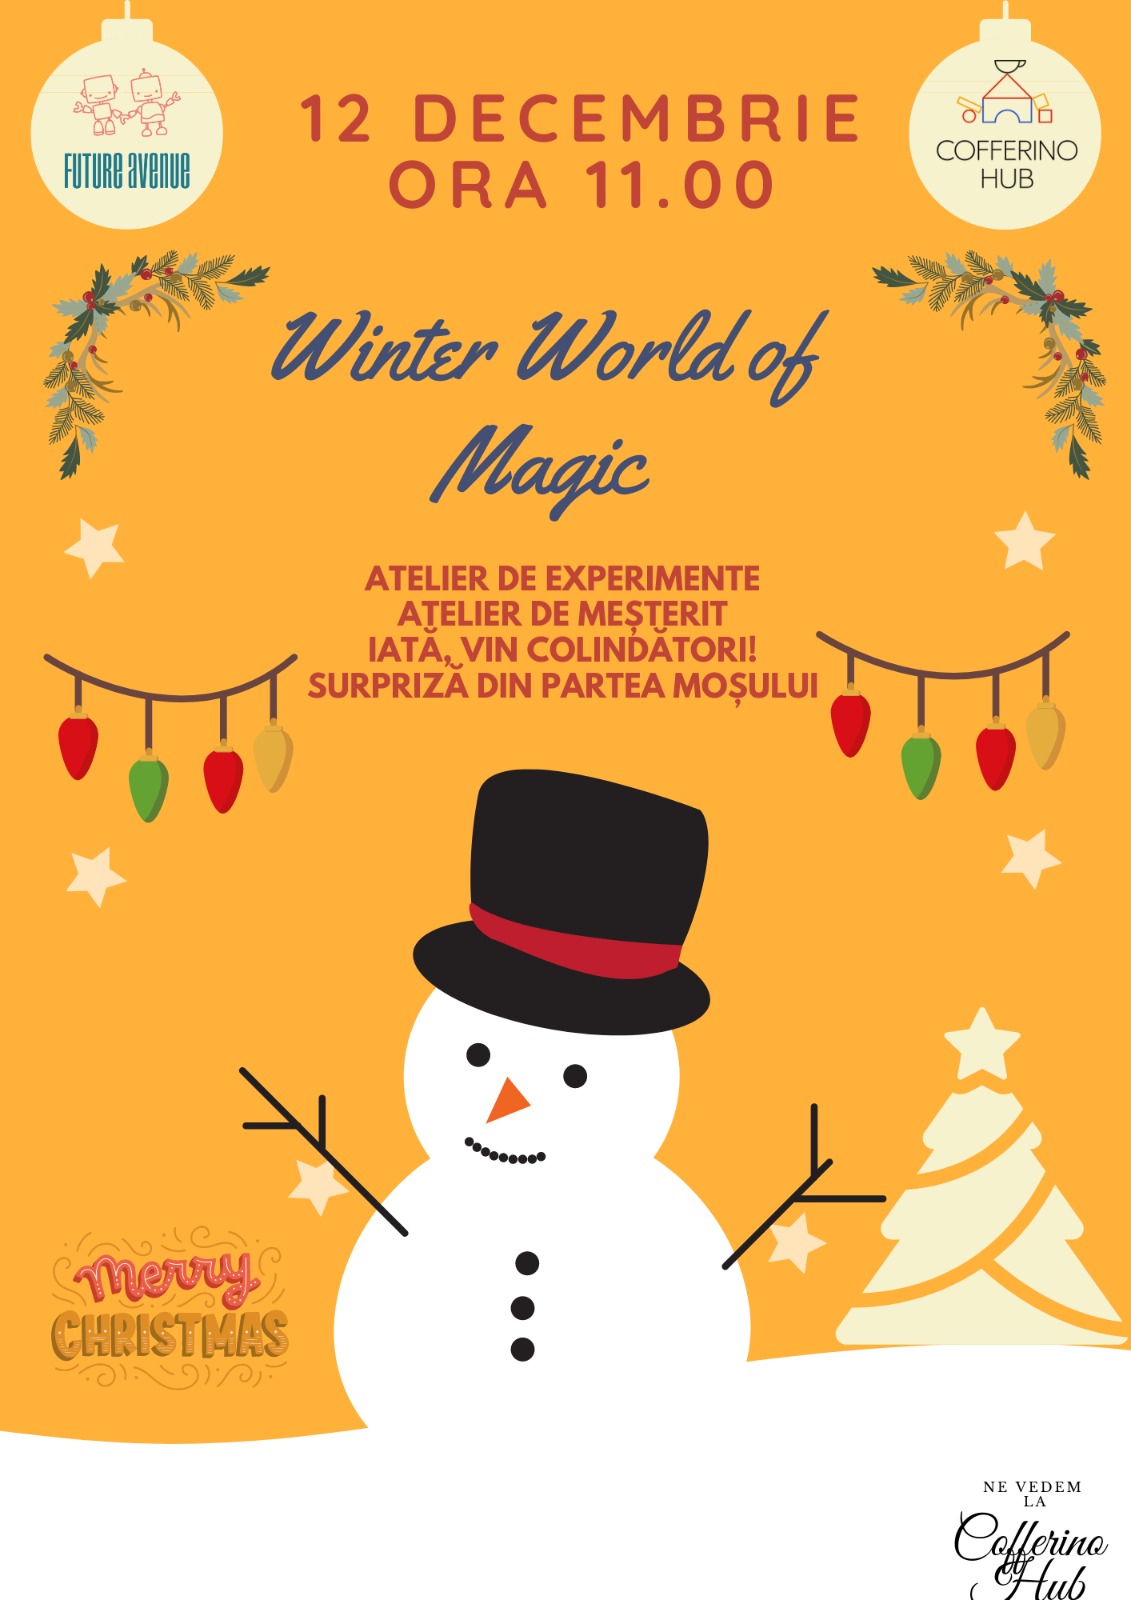 FUTURE aVENUE
12 DECEMBRIE
ORA 11.00
COFFERINO
HUB
Winter World of
Magic
ATELIER DE EXPERIMENTE
ATELIER DE MEȘTERIT
IATĂ, VIN COLINDĂTORI!
SURPRIZĂ DIN PARTEA MOȘULUI
Merry
CHRISTMAS
NE VEDEM
LA
Cofferino
Hub